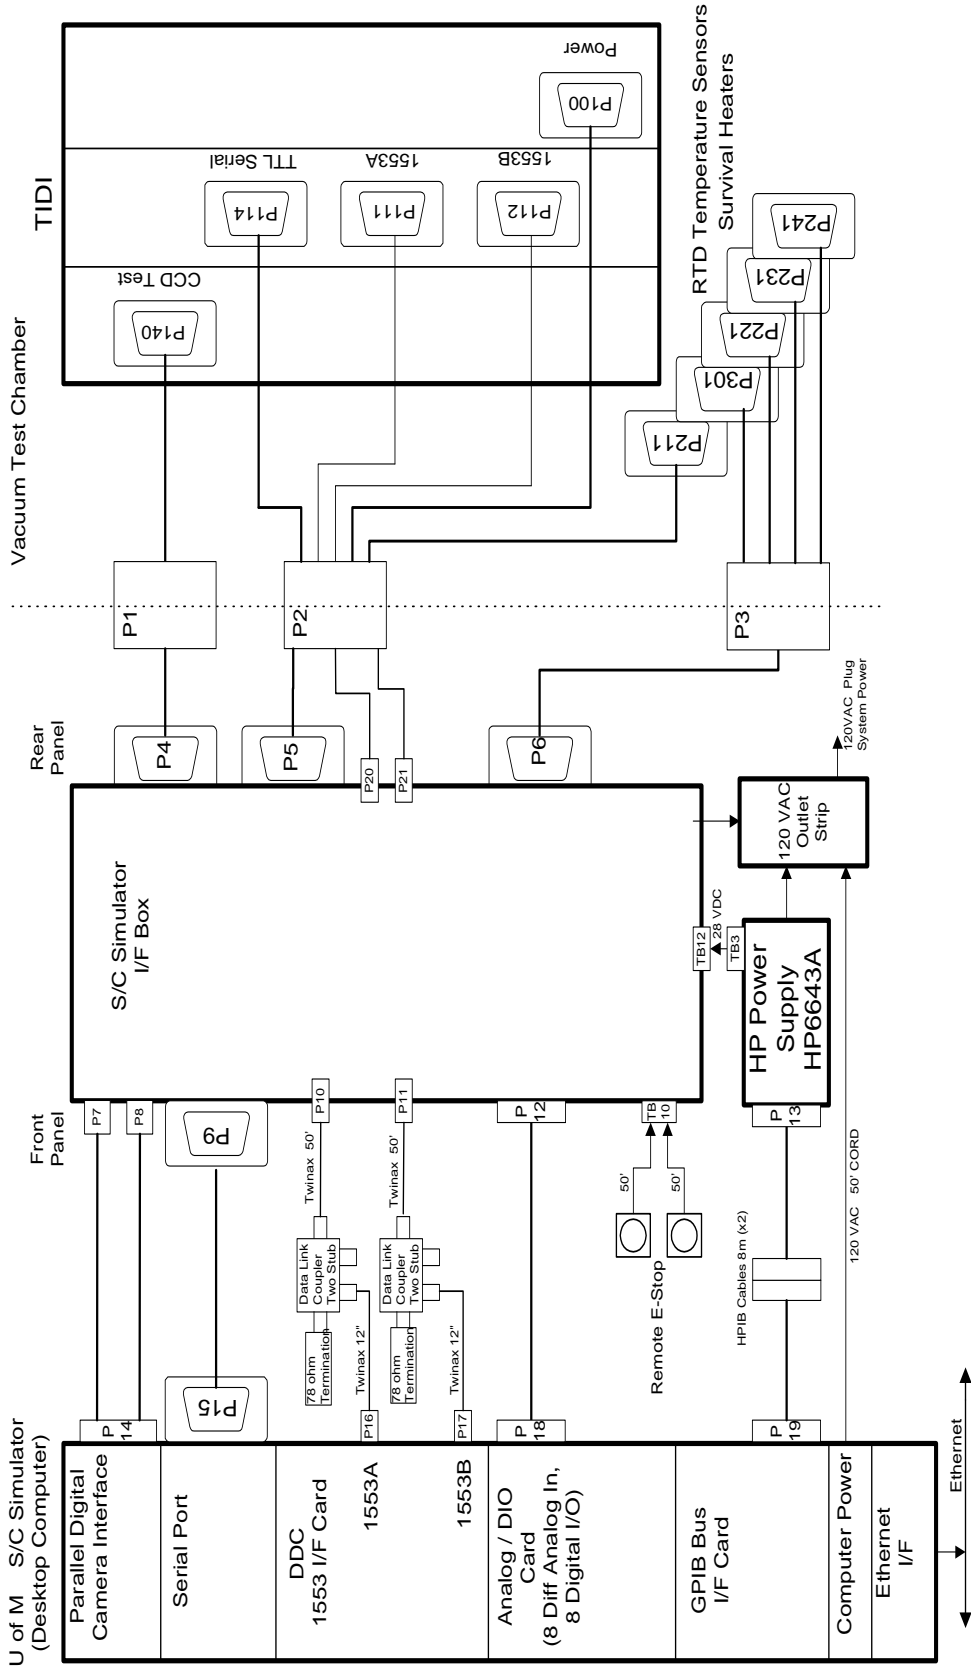 U of M S/C Simulator
(Desktop Computer)
Parallel Digital
Camera Interface
Serial Port
DDC
1553 I/F Card
1553A
1553B
Analog / DIO
Card
(8 Diff Analog In,
8 Digital I/O)
GPIB Bus
I/F Card
Computer Power
Ethernet
I/F
Ethernet
P
14
P15
P16
P17
P
18
P
19
78 ohm
Termination
Data Link
Coupler
Two Stub
Twinax 12"
Twinax 50'
78 ohm
Termination
Data Link
Coupler
Two Stub
Twinax 12"
Twinax 50'
Remote E-Stop
50'
50'
HPIB Cables 8m (x2)
120 VAC 50' CORD
Front
Panel
P7
P8
P9
P10
P11
P
12
TB
10
P
13
S/C Simulator
I/F Box
HP Power
Supply
HP6643A
TB12
28 VDC
TB3
120 VAC
Outlet
Strip
120VAC Plug
System Power
Rear
Panel
P4
P5
P20
P21
P6
P1
P2
P3
Vacuum Test Chamber
TIDI
CCD Test
P140
TTL Serial
P114
1553A
P111
1553B
P112
Power
P100
RTD Temperature Sensors
Survival Heaters
P211
P301
P221
P231
P241